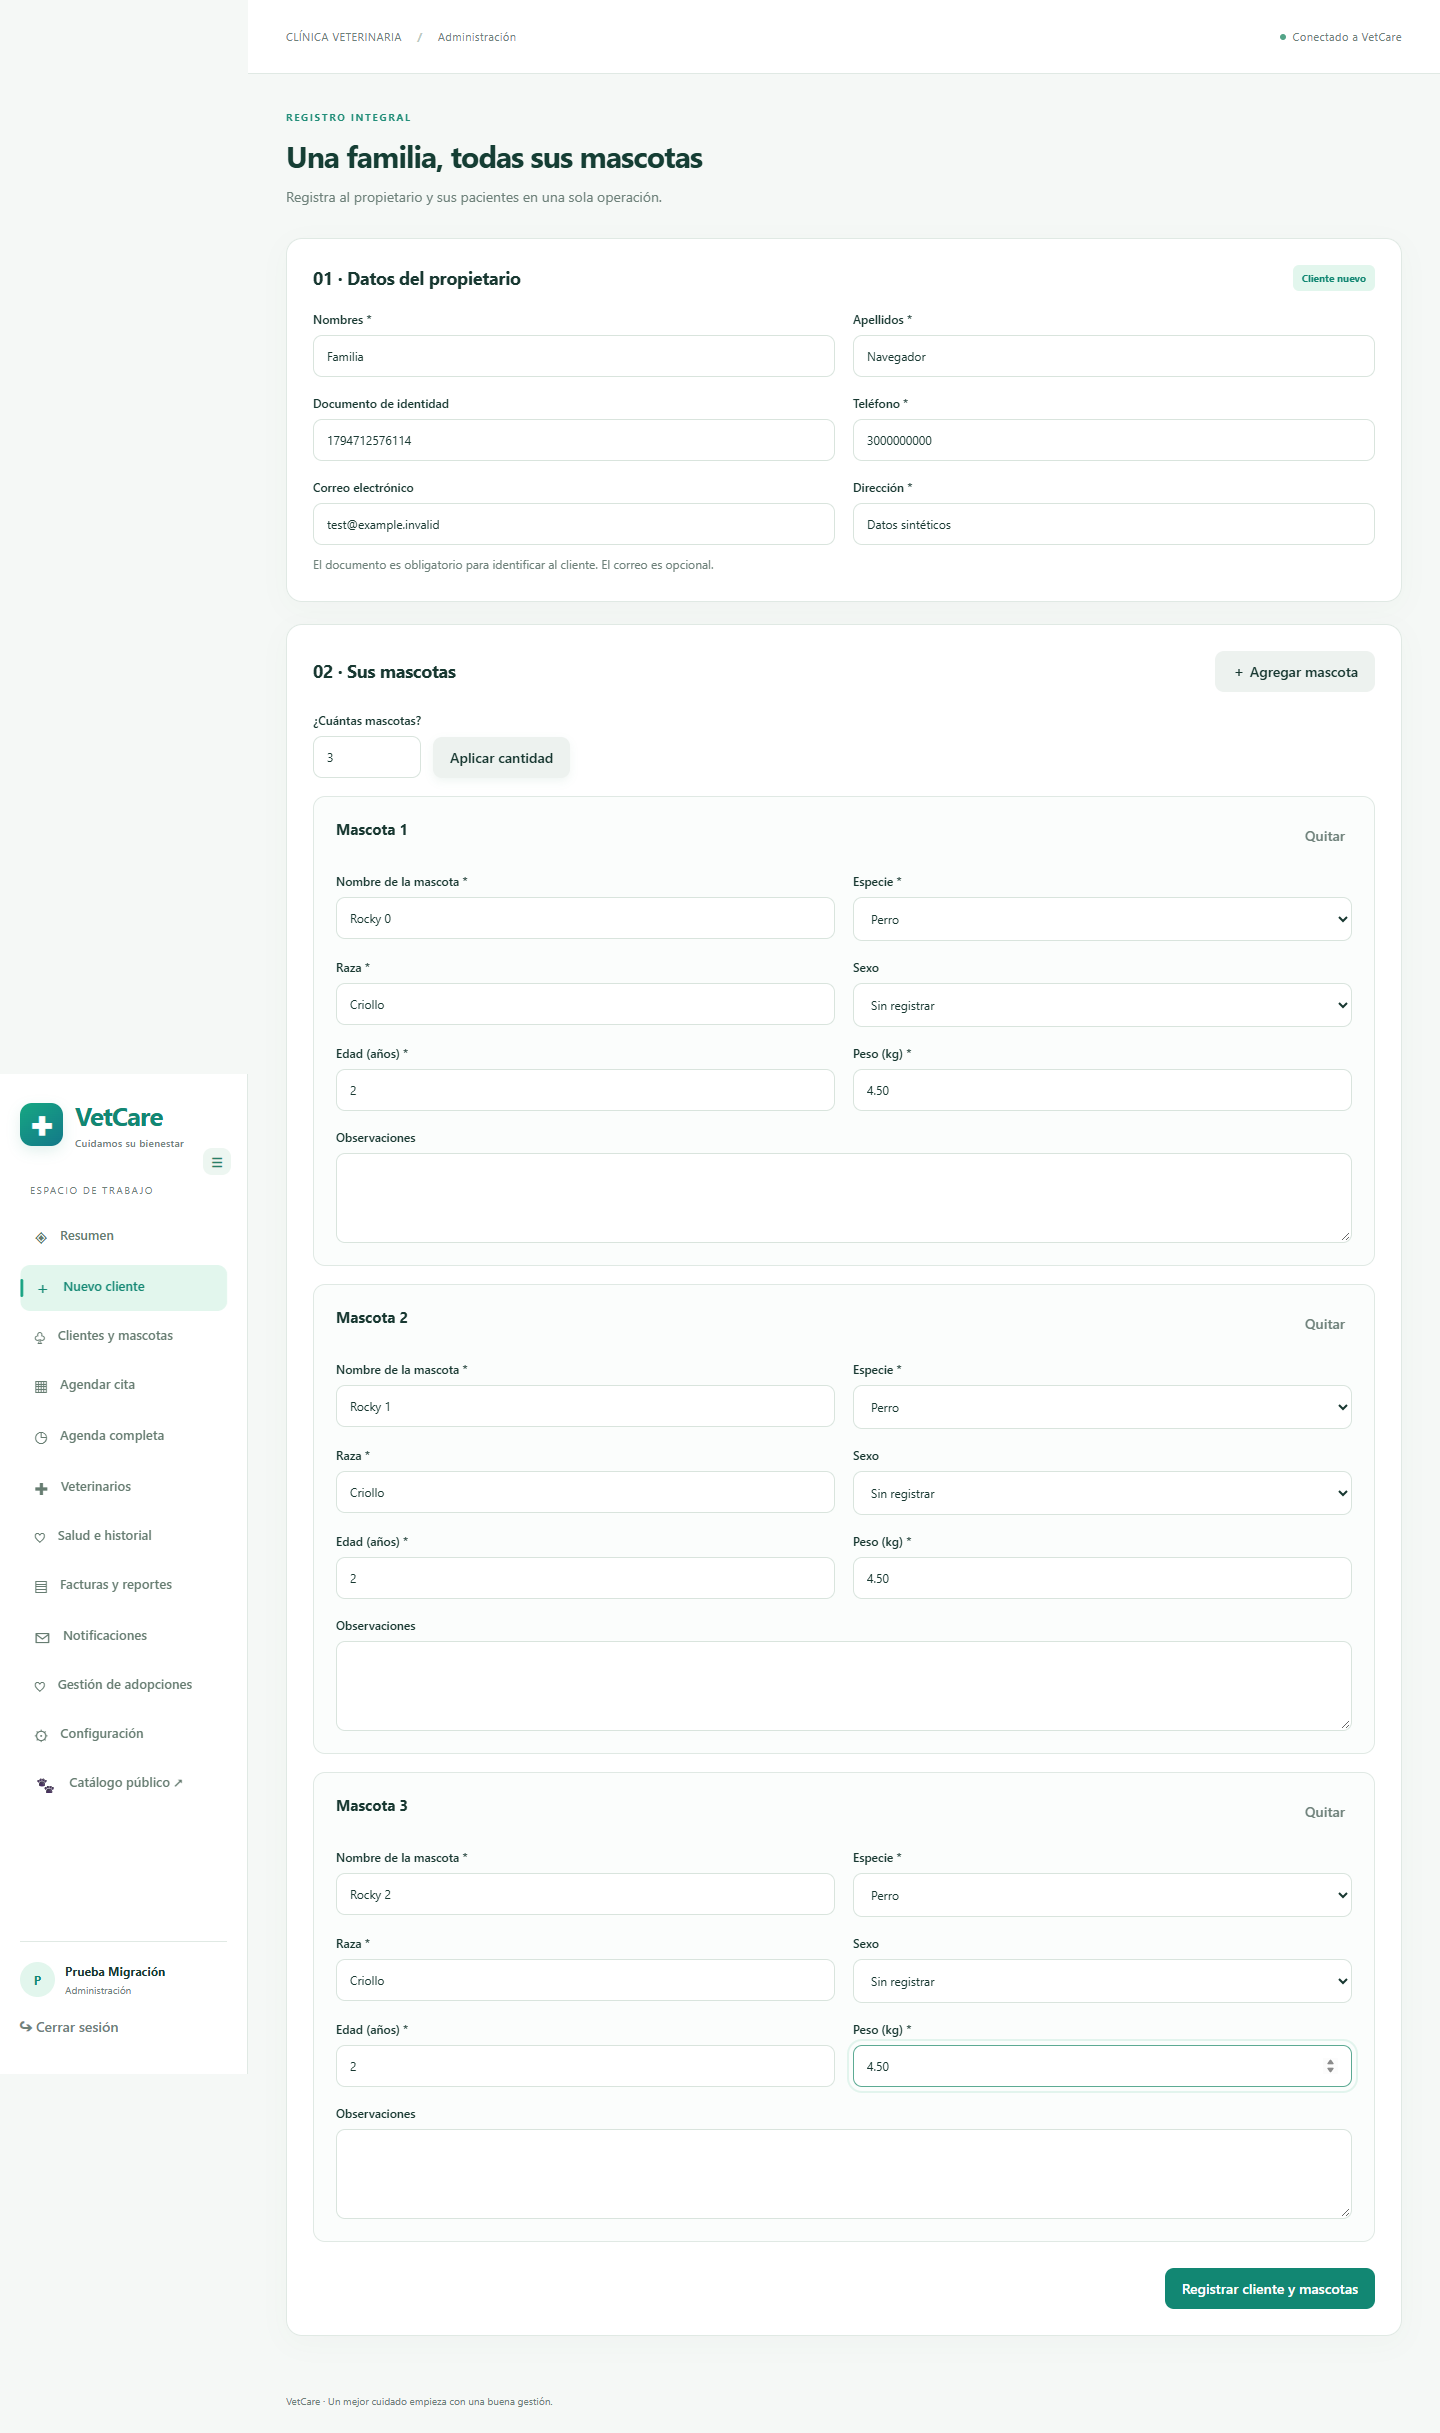 CLÍNICA VETERINARIA / Administración
Conectado a VetCare
REGISTRO INTEGRAL
Una familia, todas sus mascotas
Registra al propietario y sus pacientes en una sola operación.
01 · Datos del propietario
Cliente nuevo
Nombres *
Apellidos *
Familia
Navegador
Documento de identidad
Teléfono *
1794712576114
3000000000
Correo electrónico
Dirección *
test@example.invalid
Datos sintéticos
El documento es obligatorio para identificar al cliente. El correo es opcional.
02 · Sus mascotas
+ Agregar mascota
¿Cuántas mascotas?
3
Aplicar cantidad
Mascota 1
Quitar
Nombre de la mascota *
Especie *
Rocky 0
Perro
Raza *
Sexo
Criollo
Sin registrar
Edad (años) *
Peso (kg) *
2
4.50
Observaciones
Mascota 2
Quitar
Nombre de la mascota *
Especie *
Rocky 1
Perro
Raza *
Sexo
Criollo
Sin registrar
Edad (años) *
Peso (kg) *
2
4.50
Observaciones
Mascota 3
Quitar
Nombre de la mascota *
Especie *
Rocky 2
Perro
Raza *
Sexo
Criollo
Sin registrar
Edad (años) *
Peso (kg) *
2
4.50
Observaciones
Registrar cliente y mascotas
VetCare · Un mejor cuidado empieza con una buena gestión.
VetCare
Cuidamos su bienestar
ESPACIO DE TRABAJO
Resumen
+ Nuevo cliente
Clientes y mascotas
Agendar cita
Agenda completa
Veterinarios
Salud e historial
Facturas y reportes
Notificaciones
Gestión de adopciones
Configuración
Catálogo público ↗
P
Prueba Migración
Administración
↪ Cerrar sesión